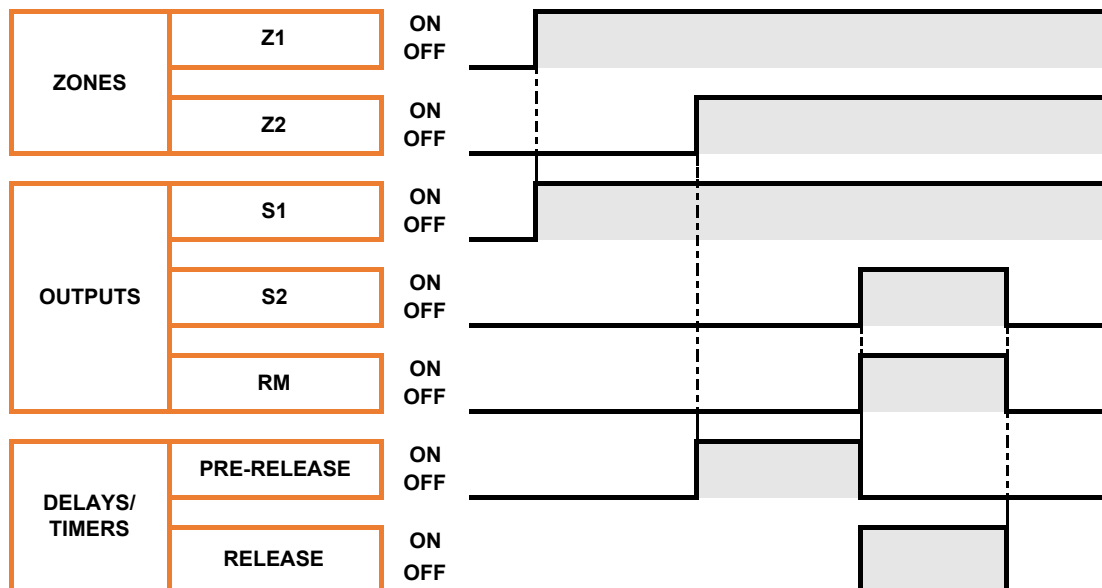 ZONES
Z1
ON
OFF
Z2
ON
OFF
OUTPUTS
S1
ON
OFF
S2
ON
OFF
RM
ON
OFF
DELAYS/
TIMERS
PRE-RELEASE
ON
OFF
RELEASE
ON
OFF